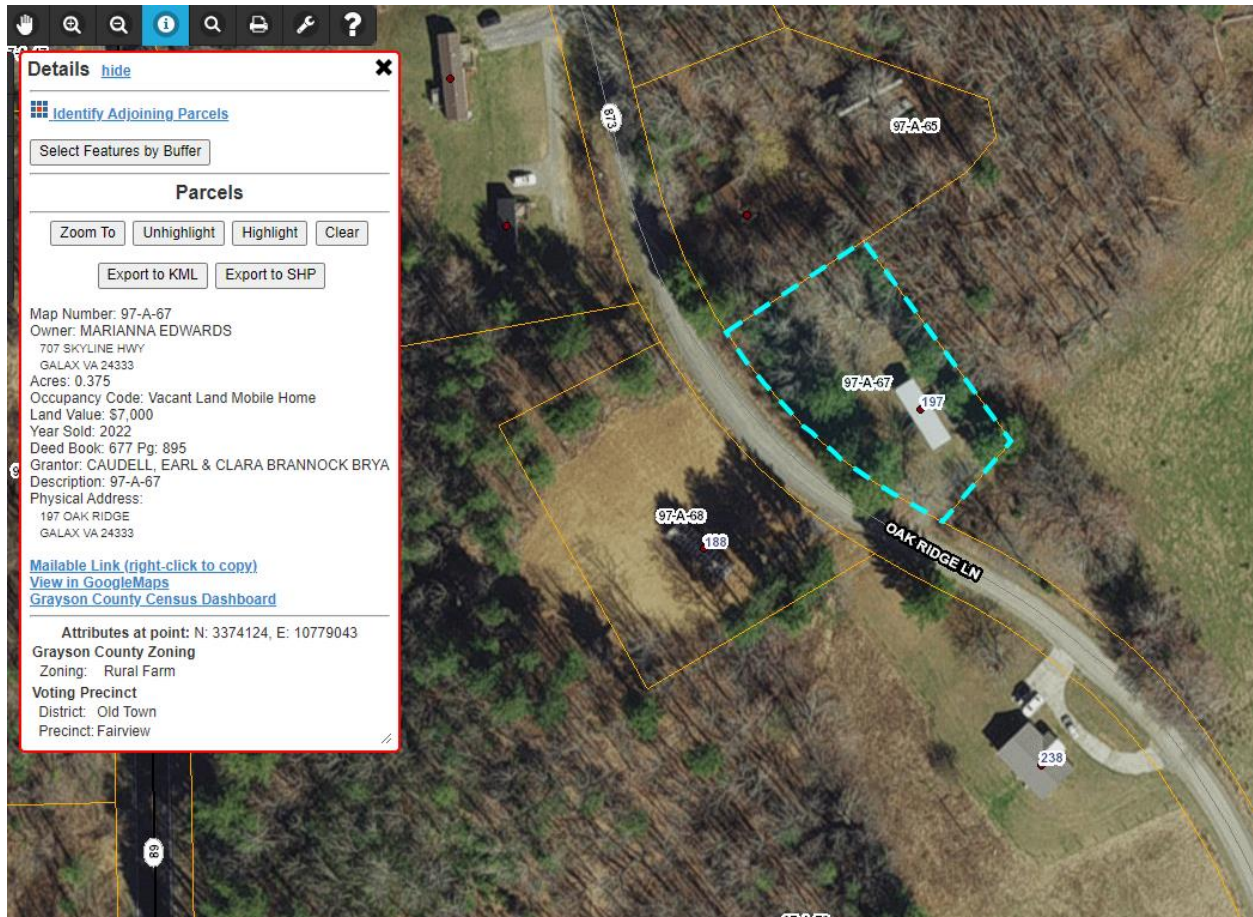 Details hide
Identify Adjoining Parcels
Select Features by Buffer
Parcels
Zoom To Unhighlight Highlight Clear
Export to KML Export to SHP
Map Number: 97-A-67
Owner: MARIANNA EDWARDS
707 SKYLINE HWY
GALAX VA 24333
Acres: 0.375
Occupancy Code: Vacant Land Mobile Home
Land Value: $7,000
Year Sold: 2022
Deed Book: 677 Pg: 895
Grantor: CAUDELL, EARL & CLARA BRANNOCK BRYA
Description: 97-A-67
Physical Address:
197 OAK RIDGE
GALAX VA 24333
Mailable Link (right-click to copy)
View in GoogleMaps
Grayson County Census Dashboard
Attributes at point: N: 3374124, E: 10779043
Grayson County Zoning
Zoning: Rural Farm
Voting Precinct
District: Old Town
Precinct: Fairview
873
97-A-65
97-A-67
197
97-A-68
188
OAK RIDGE LN
238
89